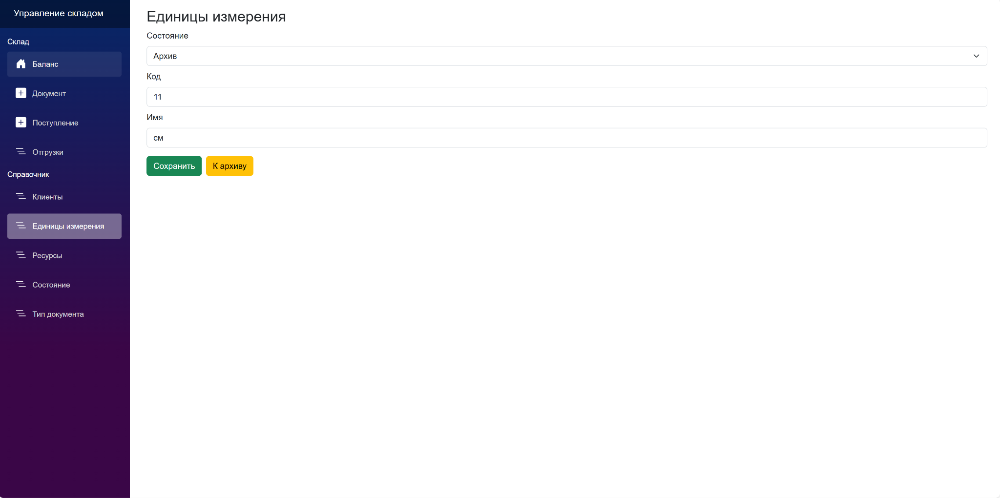 Управление складом
Склад
Баланс
Документ
Поступление
Отгрузки
Справочник
Клиенты
Единицы измерения
Ресурсы
Состояние
Тип документа
Единицы измерения
Состояние
Архив
Код
11
Имя
см
Сохранить
К архиву